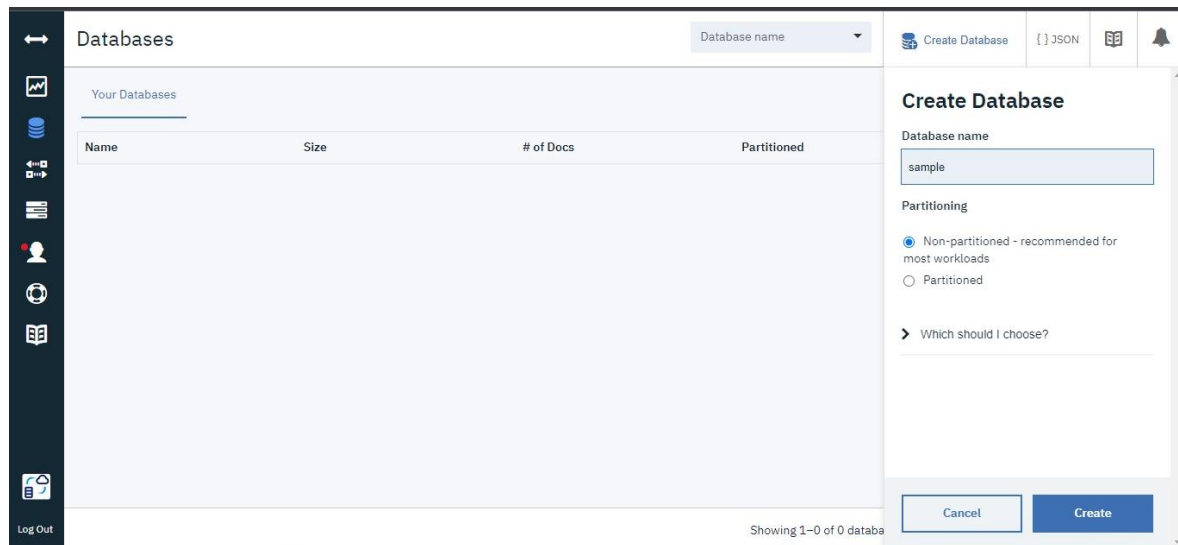 Databases
Database name
Create Database
{ } JSON
Your Databases
Name Size # of Docs Partitioned
Create Database
Database name
sample
Partitioning
Non-partitioned - recommended for
most workloads
Partitioned
Which should I choose?
Cancel
Create
Log Out
Showing 1–0 of 0 databa